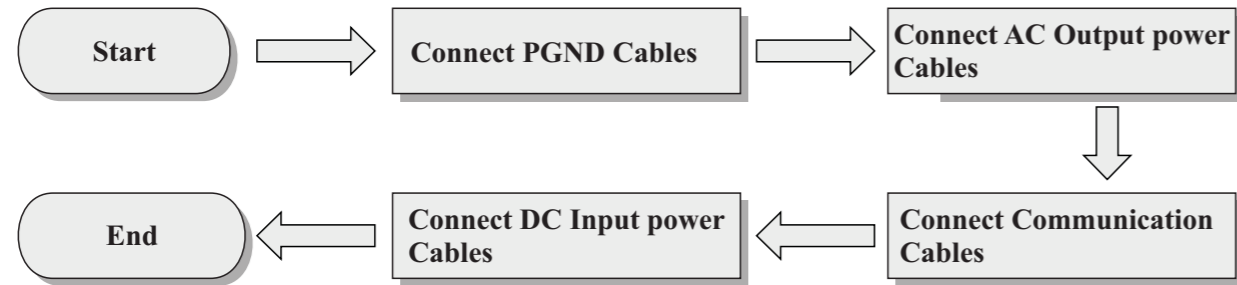 Start
Connect PGND Cables
Connect AC Output power
Cables
Connect Communication
Cables
Connect DC Input power
Cables
End